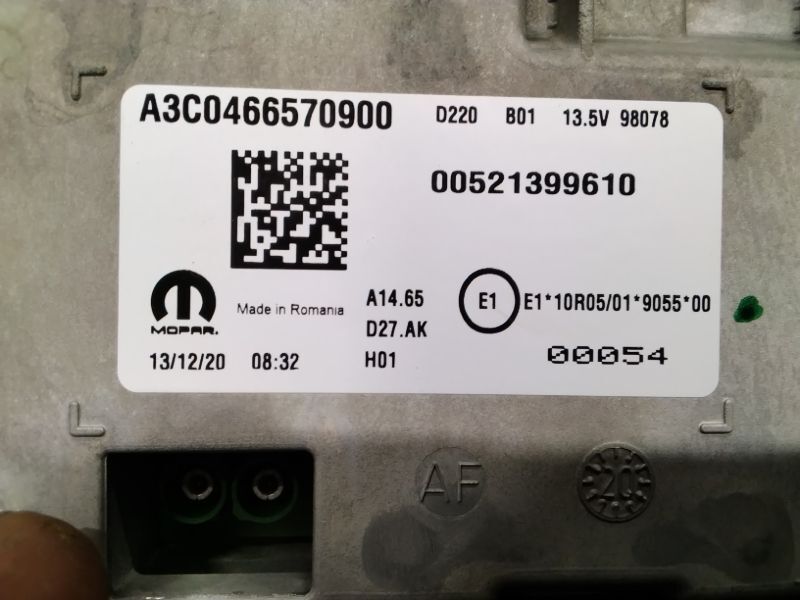 A3C0466570900 D220 B01 13.5V 98078
00521399610
MOPAR.
Made in Romania
A14.65
D27.AK
H01
E1 E1*10R05/01*9055*00
13/12/20 08:32
00054
AF
20